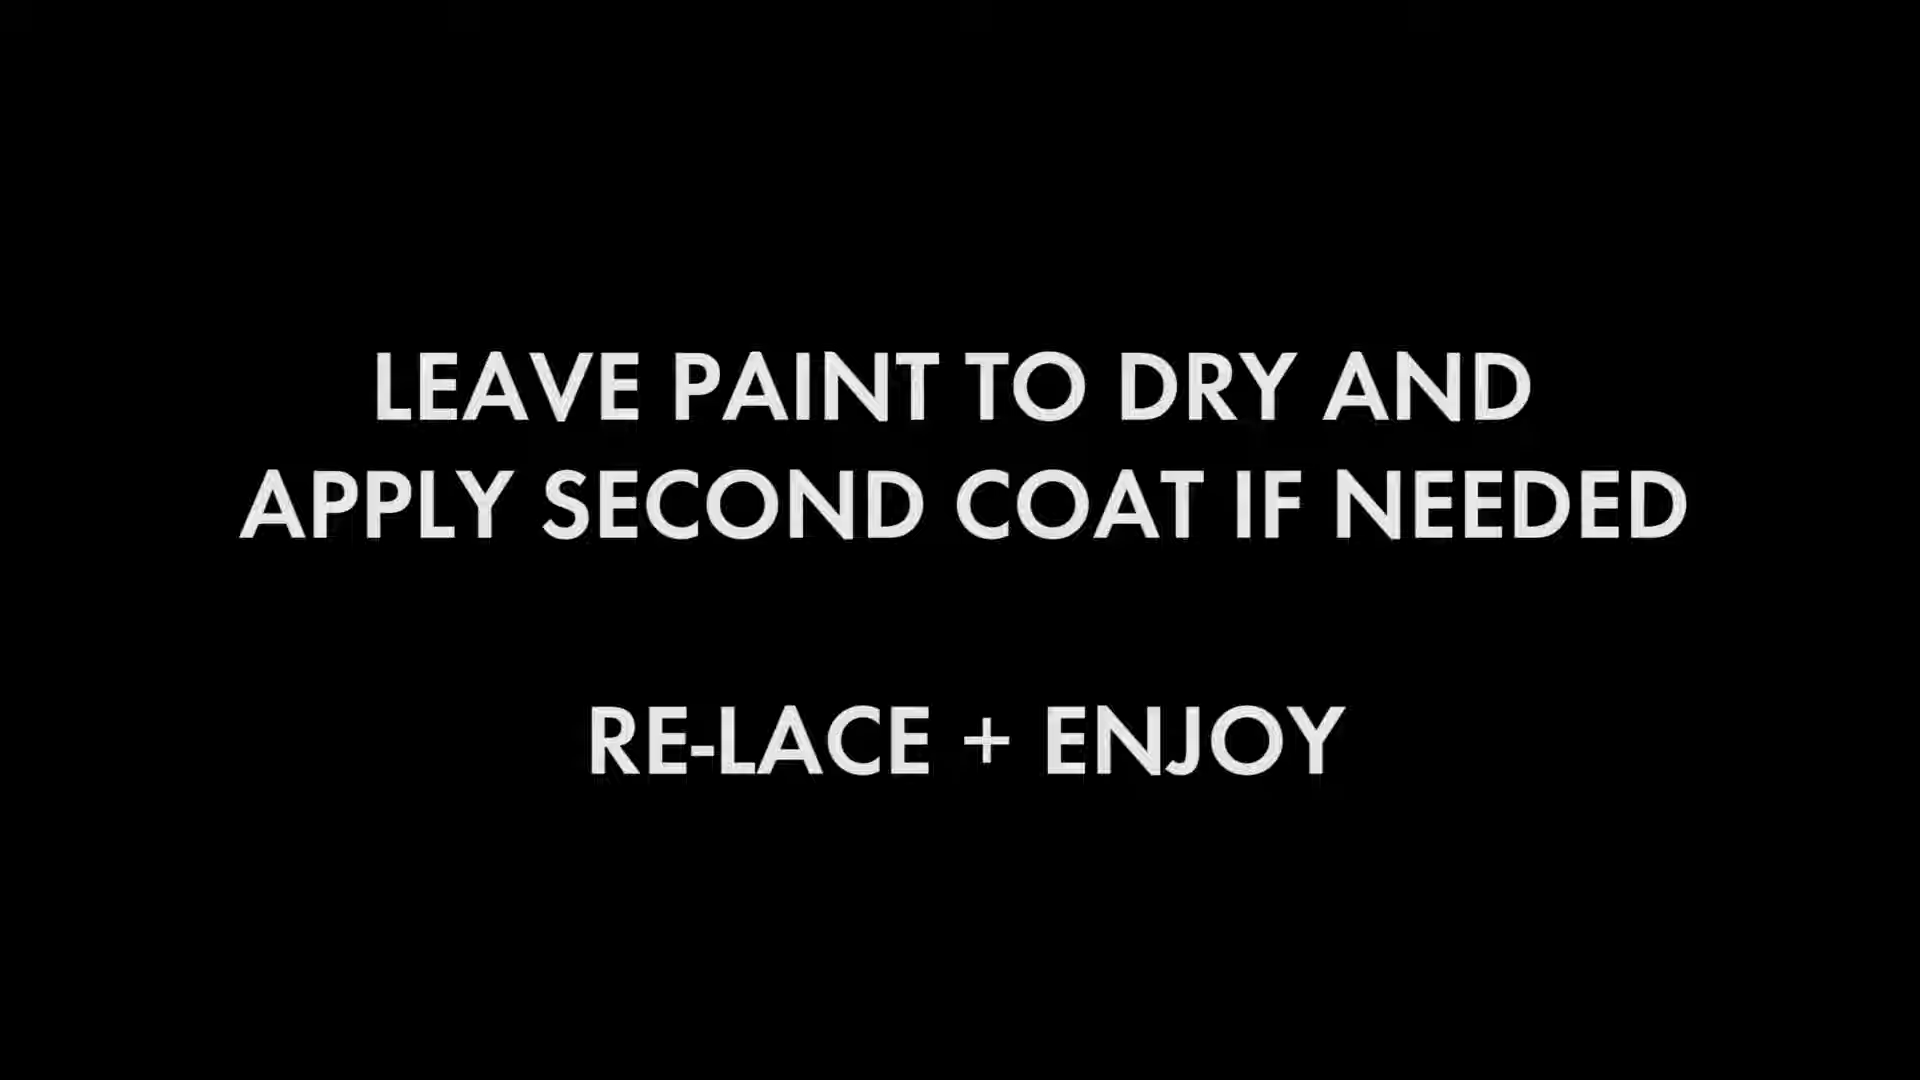 LEAVE PAINT TO DRY AND
APPLY SECOND COAT IF NEEDED
RE-LACE + ENJOY